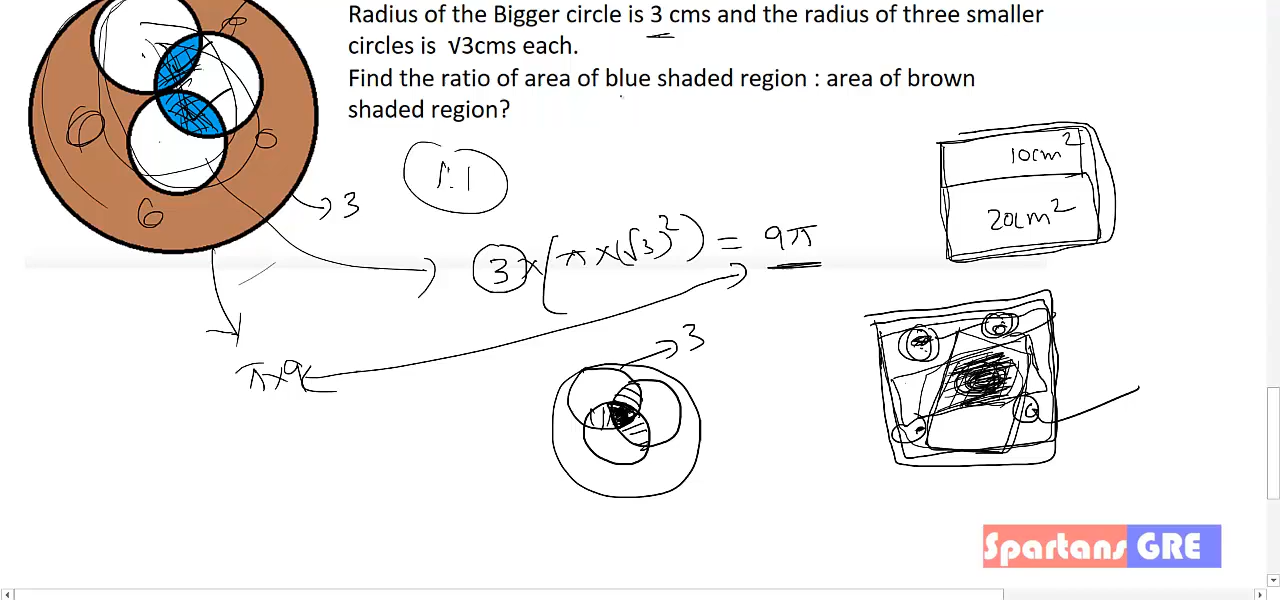 Radius of the Bigger circle is 3 cms and the radius of three smaller
circles is √3cms each.
Find the ratio of area of blue shaded region : area of brown
shaded region?
10cm²
1:1
6
6
3
20cm²
3×(π×(√3)²) = 9π
π×9
3
Spartans GRE